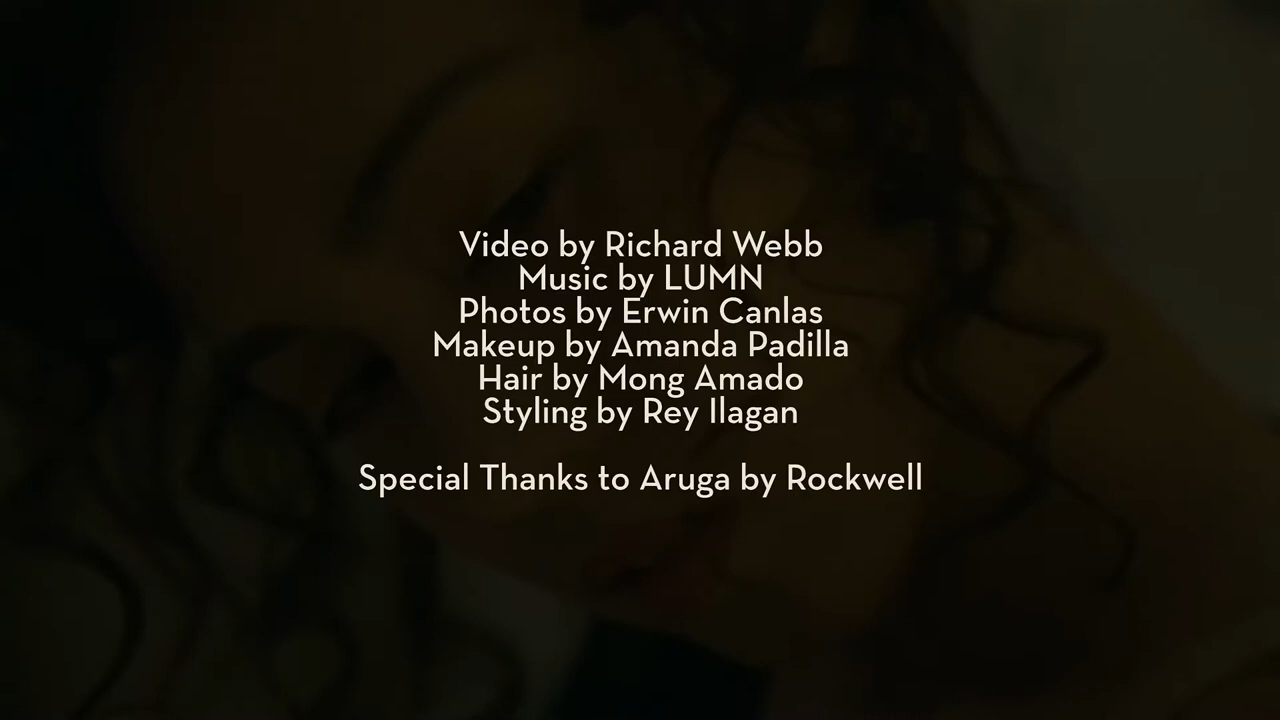 Video by Richard Webb
Music by LUMN
Photos by Erwin Canlas
Makeup by Amanda Padilla
Hair by Mong Amado
Styling by Rey Ilagan
Special Thanks to Aruga by Rockwell